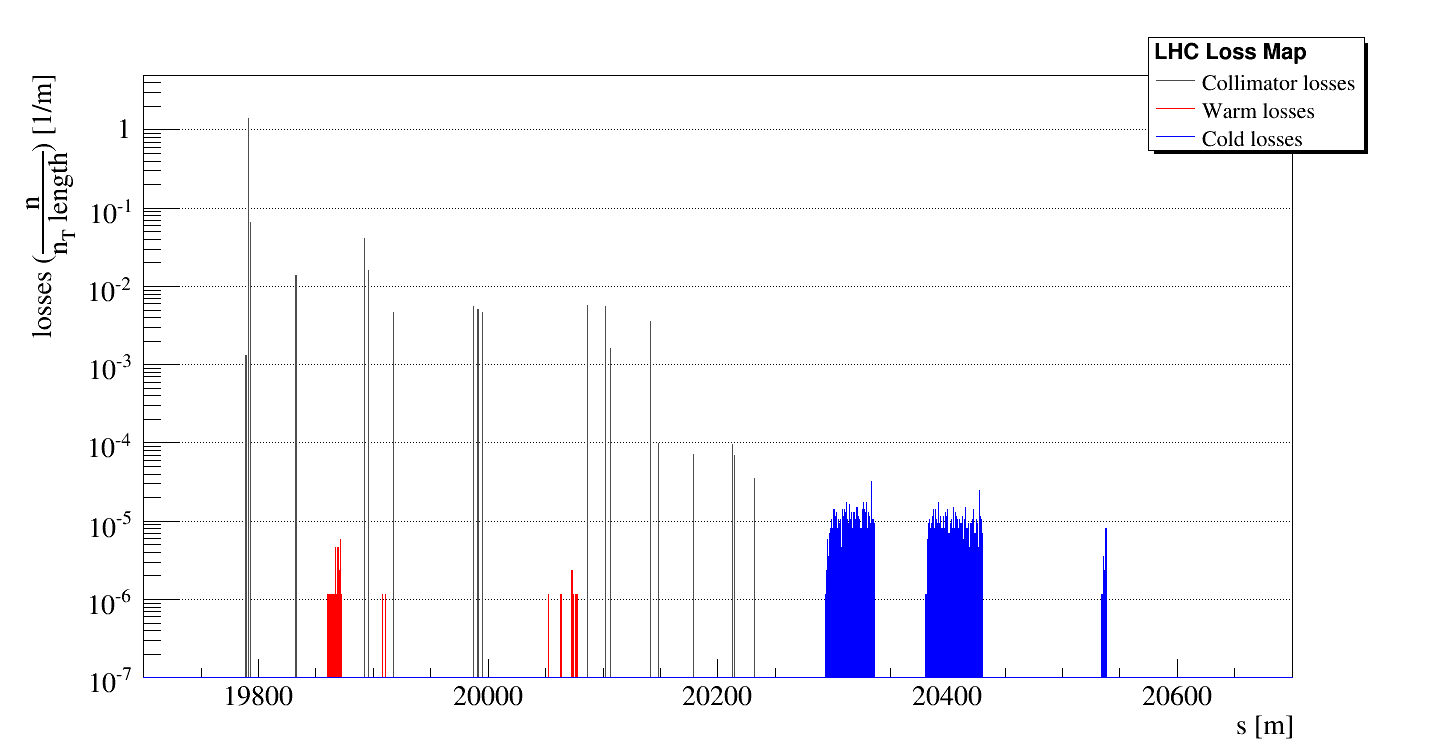 LHC Loss Map
Collimator losses
Warm losses
Cold losses
losses (n/n_T length) [1/m]
1
10^-1
10^-2
10^-3
10^-4
10^-5
10^-6
10^-7
19800 20000 20200 20400 20600
s [m]